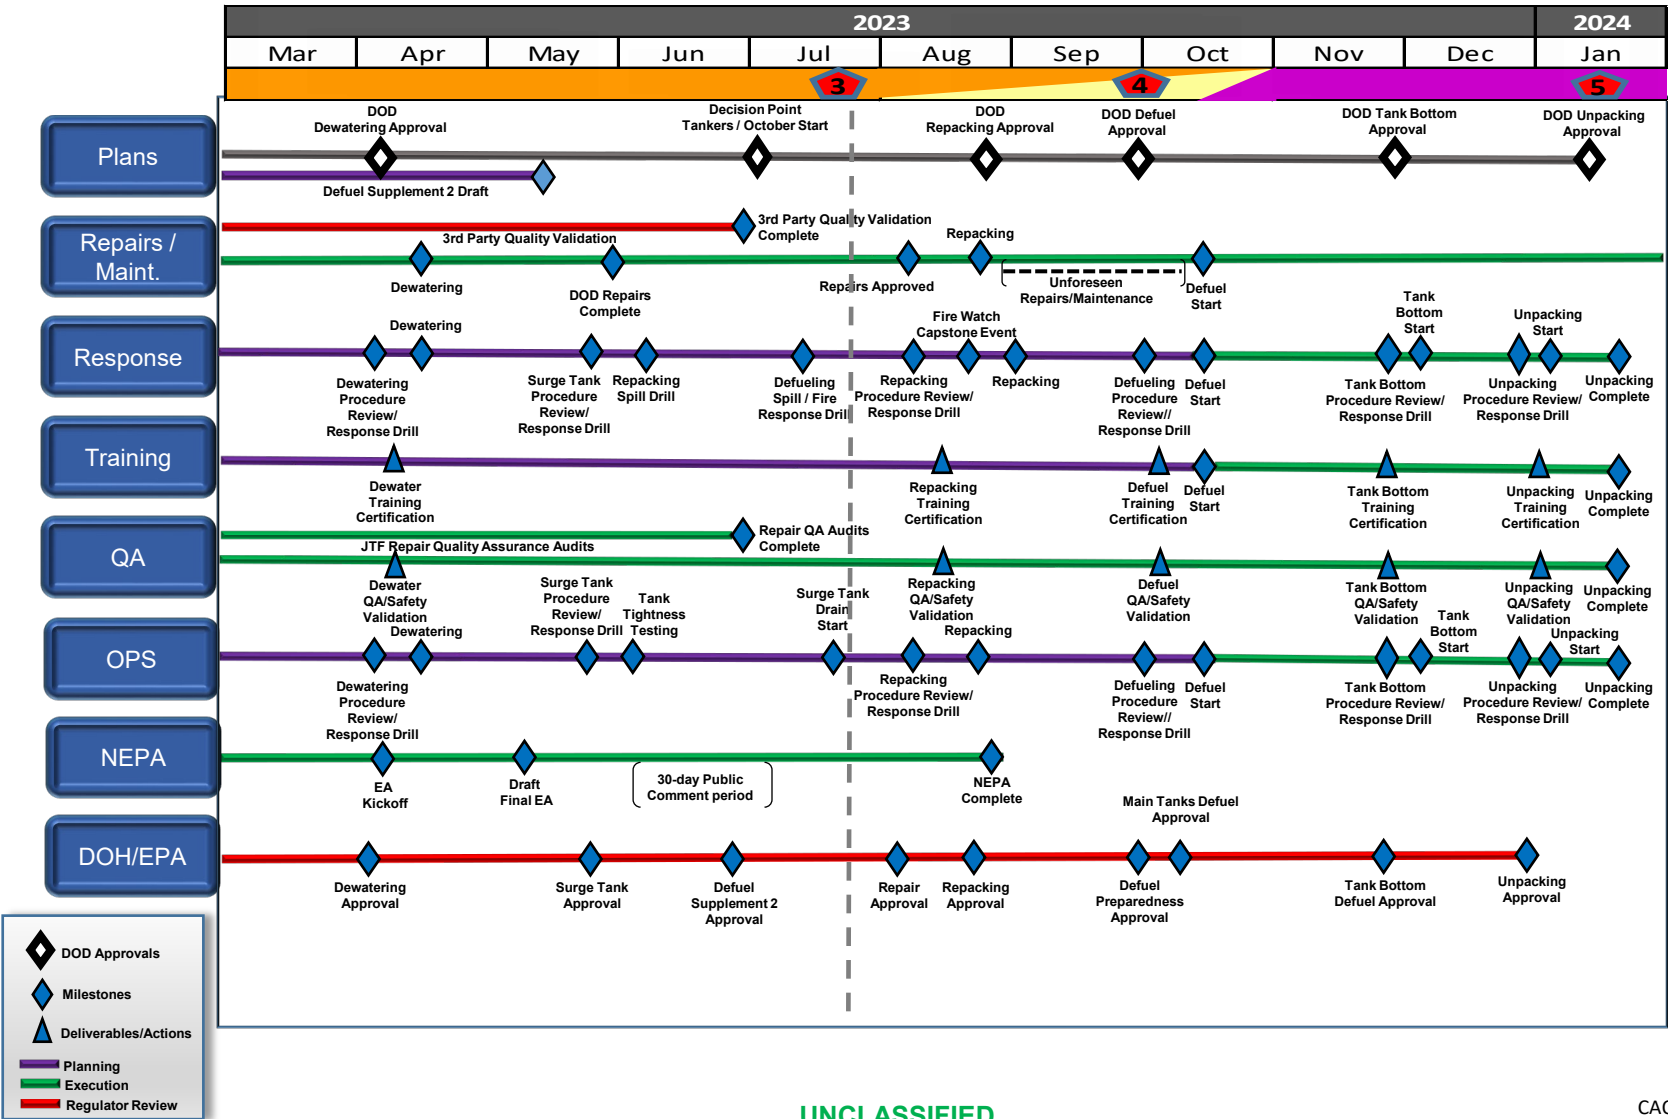 2023
2024
Mar
Apr
May
Jun
Jul
Aug
Sep
Oct
Nov
Dec
Jan
3
4
5
Plans
DOD
Dewatering Approval
Decision Point
Tankers / October Start
DOD
Repacking Approval
DOD Defuel
Approval
DOD Tank Bottom
Approval
DOD Unpacking
Approval
Defuel Supplement 2 Draft
Repairs /
Maint.
3rd Party Quality Validation
Complete
3rd Party Quality Validation
Repacking
Dewatering
DOD Repairs
Complete
Repairs Approved
Unforeseen
Repairs/Maintenance
Defuel
Start
Response
Dewatering
Fire Watch
Capstone Event
Tank
Bottom
Start
Unpacking
Start
Dewatering
Procedure
Review/
Response Drill
Surge Tank
Procedure
Review/
Response Drill
Repacking
Spill Drill
Defueling
Spill / Fire
Response Drill
Repacking
Procedure Review/
Response Drill
Repacking
Defueling
Procedure
Review//
Response Drill
Defuel
Start
Tank Bottom
Procedure Review/
Response Drill
Unpacking
Procedure Review/
Response Drill
Unpacking
Complete
Training
Dewater
Training
Certification
Repacking
Training
Certification
Defuel
Training
Certification
Defuel
Start
Tank Bottom
Training
Certification
Unpacking
Training
Certification
Unpacking
Complete
QA
Repair QA Audits
Complete
JTF Repair Quality Assurance Audits
Dewater
QA/Safety
Validation
Repacking
QA/Safety
Validation
Defuel
QA/Safety
Validation
Tank Bottom
QA/Safety
Validation
Unpacking
QA/Safety
Validation
Unpacking
Complete
OPS
Dewatering
Surge Tank
Procedure
Review/
Response Drill
Tank
Tightness
Testing
Surge Tank
Drain
Start
Repacking
Tank
Bottom
Start
Unpacking
Start
Dewatering
Procedure
Review/
Response Drill
Repacking
Procedure Review/
Response Drill
Defueling
Procedure
Review//
Response Drill
Defuel
Start
Tank Bottom
Procedure Review/
Response Drill
Unpacking
Procedure Review/
Response Drill
Unpacking
Complete
NEPA
EA
Kickoff
Draft
Final EA
30-day Public
Comment period
NEPA
Complete
DOH/EPA
Main Tanks Defuel
Approval
Dewatering
Approval
Surge Tank
Approval
Defuel
Supplement 2
Approval
Repair
Approval
Repacking
Approval
Defuel
Preparedness
Approval
Tank Bottom
Defuel Approval
Unpacking
Approval
DOD Approvals
Milestones
Deliverables/Actions
Planning
Execution
Regulator Review
UNCLASSIFIED